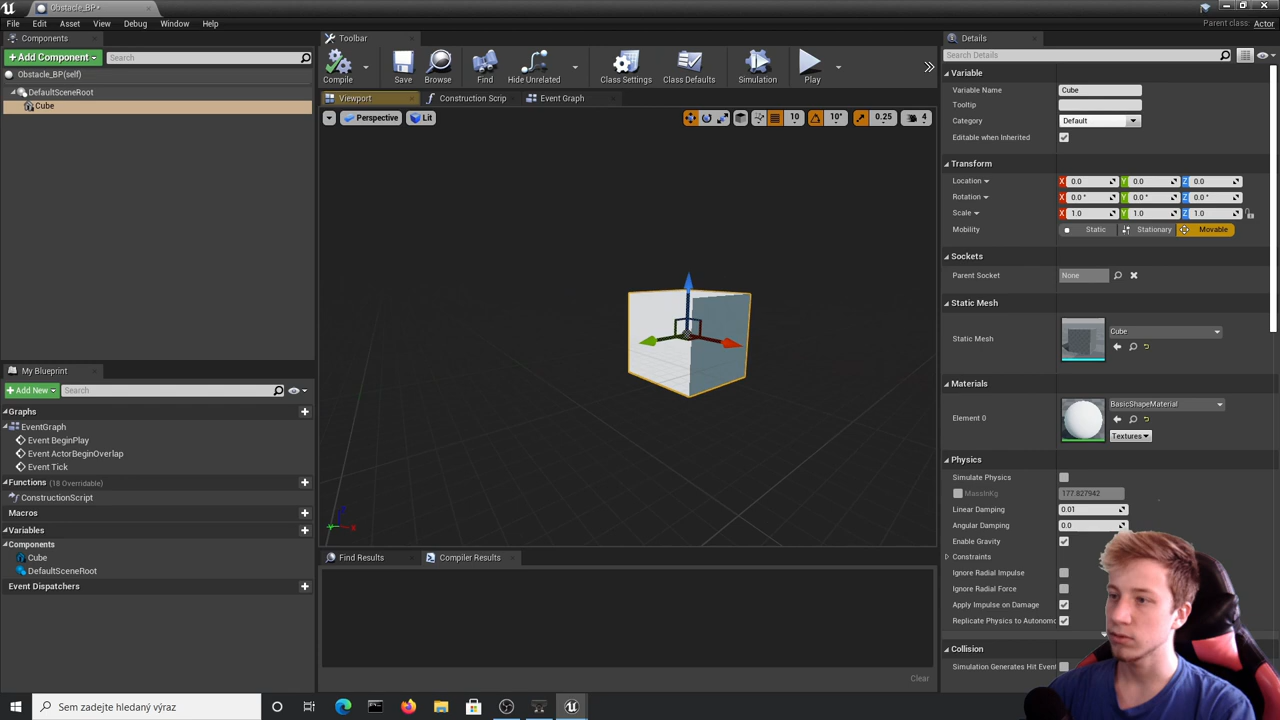 Obstacle_BP*
File Edit Asset View Debug Window Help
Parent class: Actor
Components
+ Add Component
Search
Obstacle_BP(self)
DefaultSceneRoot
Cube
My Blueprint
+ Add New
Search
Graphs
EventGraph
Event BeginPlay
Event ActorBeginOverlap
Event Tick
Functions (18 Overridable)
ConstructionScript
Macros
Variables
Components
Cube
DefaultSceneRoot
Event Dispatchers
Toolbar
Compile Save Browse Find Hide Unrelated Class Settings Class Defaults Simulation Play
Viewport Construction Scrip Event Graph
Perspective Lit 10 10° 0.25 4
Find Results Compiler Results
Clear
Details
Search Details
Variable
Variable Name Cube
Tooltip
Category Default
Editable when Inherited
Transform
Location X 0.0 Y 0.0 Z 0.0
Rotation X 0.0 ° Y 0.0 ° Z 0.0 °
Scale X 1.0 Y 1.0 Z 1.0
Mobility Static Stationary Movable
Sockets
Parent Socket None
Static Mesh
Static Mesh Cube
Materials
Element 0 BasicShapeMaterial
Textures
Physics
Simulate Physics
MassInKg 177.827942
Linear Damping 0.01
Angular Damping 0.0
Enable Gravity
Constraints
Ignore Radial Impulse
Ignore Radial Force
Apply Impulse on Damage
Replicate Physics to Autonomo
Collision
Simulation Generates Hit Event
Sem zadejte hledaný výraz